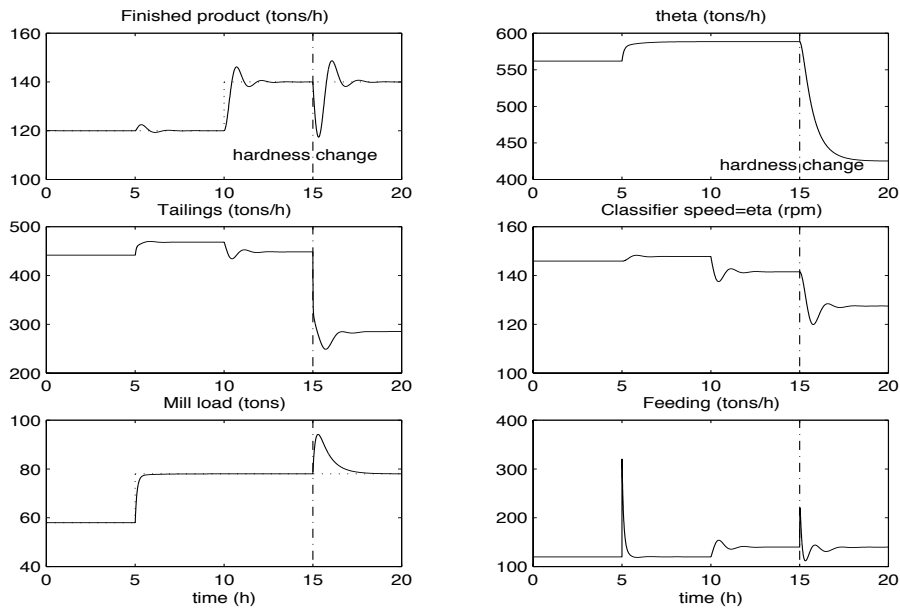 Finished product (tons/h)
160
140
120
100
hardness change
0 5 10 15 20
theta (tons/h)
600
550
500
450
400
hardness change
0 5 10 15 20
Tailings (tons/h)
500
400
300
200
0 5 10 15 20
Classifier speed=eta (rpm)
160
140
120
100
0 5 10 15 20
Mill load (tons)
100
80
60
40
0 5 10 15 20
time (h)
Feeding (tons/h)
400
300
200
100
0 5 10 15 20
time (h)